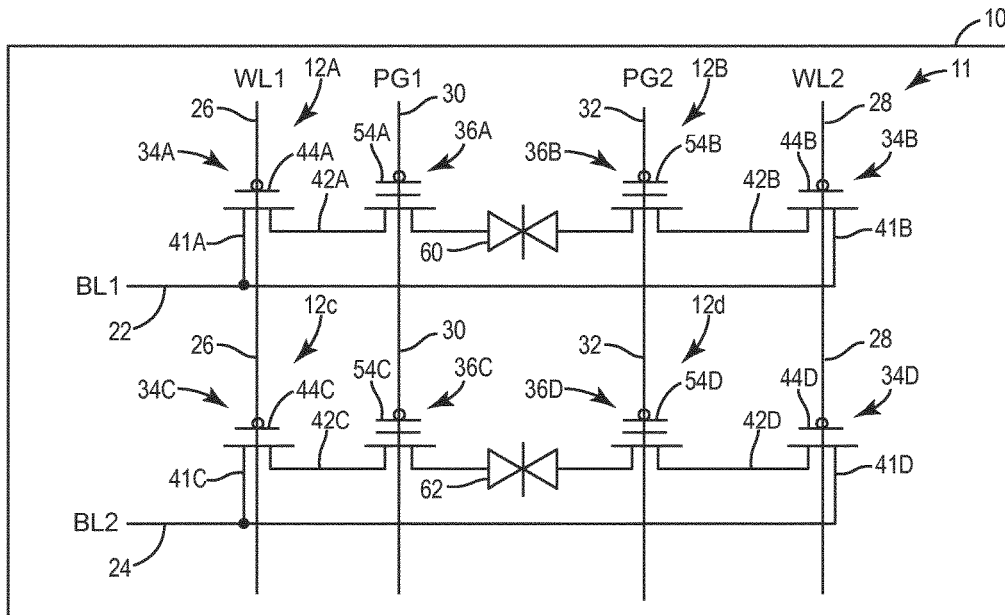 10
WL1 12A PG1 PG2 12B WL2 11
26 30 32 28
34A 44A 54A 36A 36B 54B 44B 34B
42A 42B
41A 60 41B
BL1
22 12c 12d
26 30 32 28
34C 44C 54C 36C 36D 54D 44D 34D
42C 42D
41C 62 41D
BL2
24